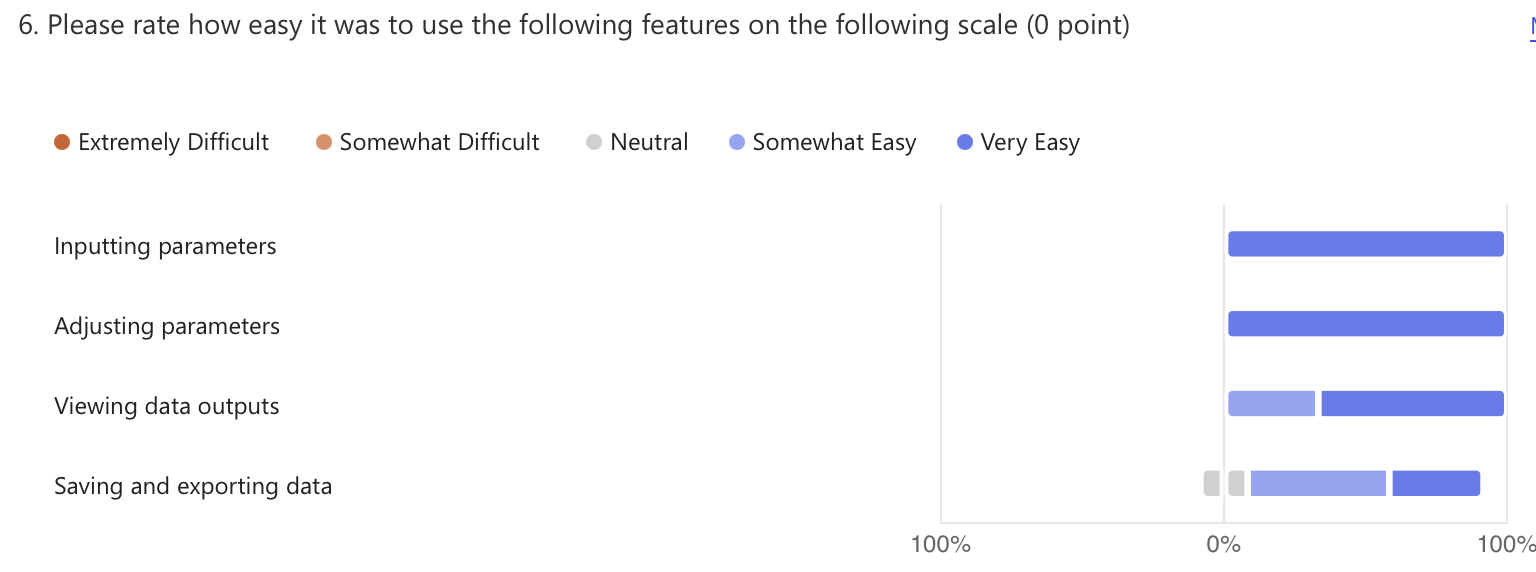 6. Please rate how easy it was to use the following features on the following scale (0 point)
Extremely Difficult Somewhat Difficult Neutral Somewhat Easy Very Easy
Inputting parameters
Adjusting parameters
Viewing data outputs
Saving and exporting data
100% 0% 100%